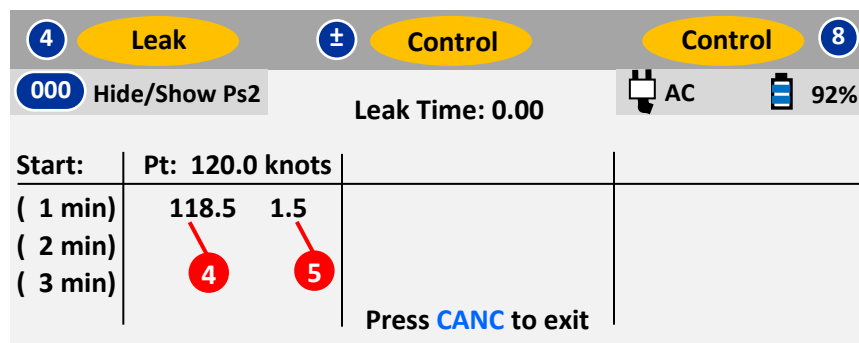 4 Leak ± Control Control 8
000 Hide/Show Ps2 Leak Time: 0.00 AC 92%
Start: Pt: 120.0 knots
( 1 min) 118.5 1.5
( 2 min)
4 5
( 3 min)
Press CANC to exit